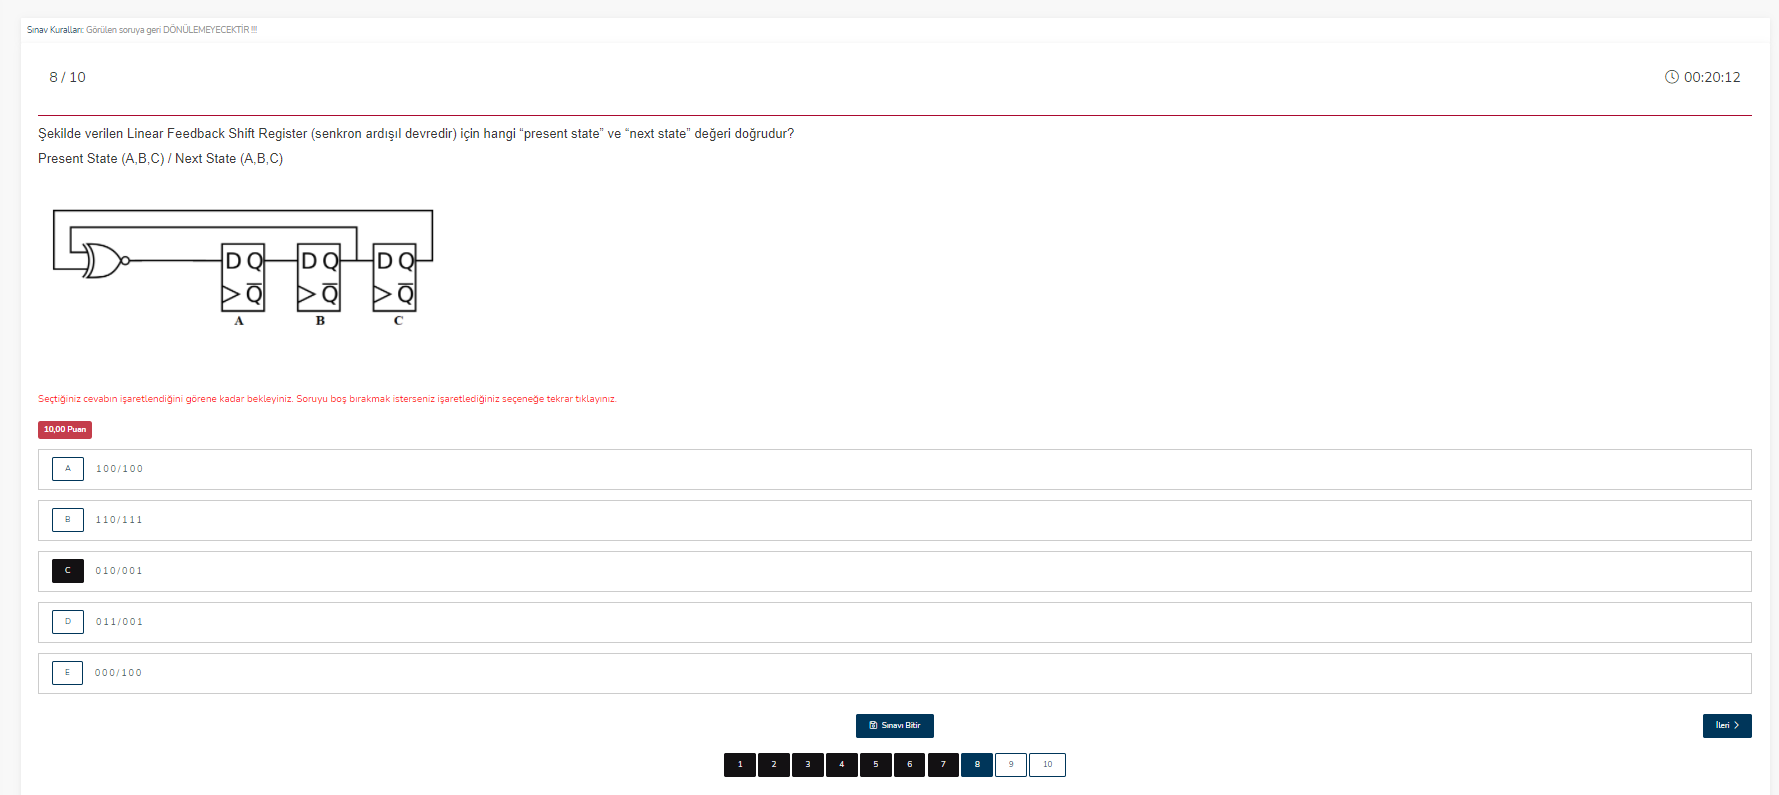 Sınav Kuralları: Görülen soruya geri DÖNÜLEMEYECEKTİR !!!
8 / 10
00:20:12
Şekilde verilen Linear Feedback Shift Register (senkron ardışıl devredir) için hangi “present state” ve “next state” değeri doğrudur?
Present State (A,B,C) / Next State (A,B,C)
D Q D Q D Q
Q̅ Q̅ Q̅
A B C
Seçtiğiniz cevabın işaretlendiğini görene kadar bekleyiniz. Soruyu boş bırakmak isterseniz işaretlediğiniz seçeneğe tekrar tıklayınız.
10,00 Puan
A 100/100
B 110/111
C 010/001
D 011/001
E 000/100
Sınavı Bitir
İleri
1 2 3 4 5 6 7 8 9 10